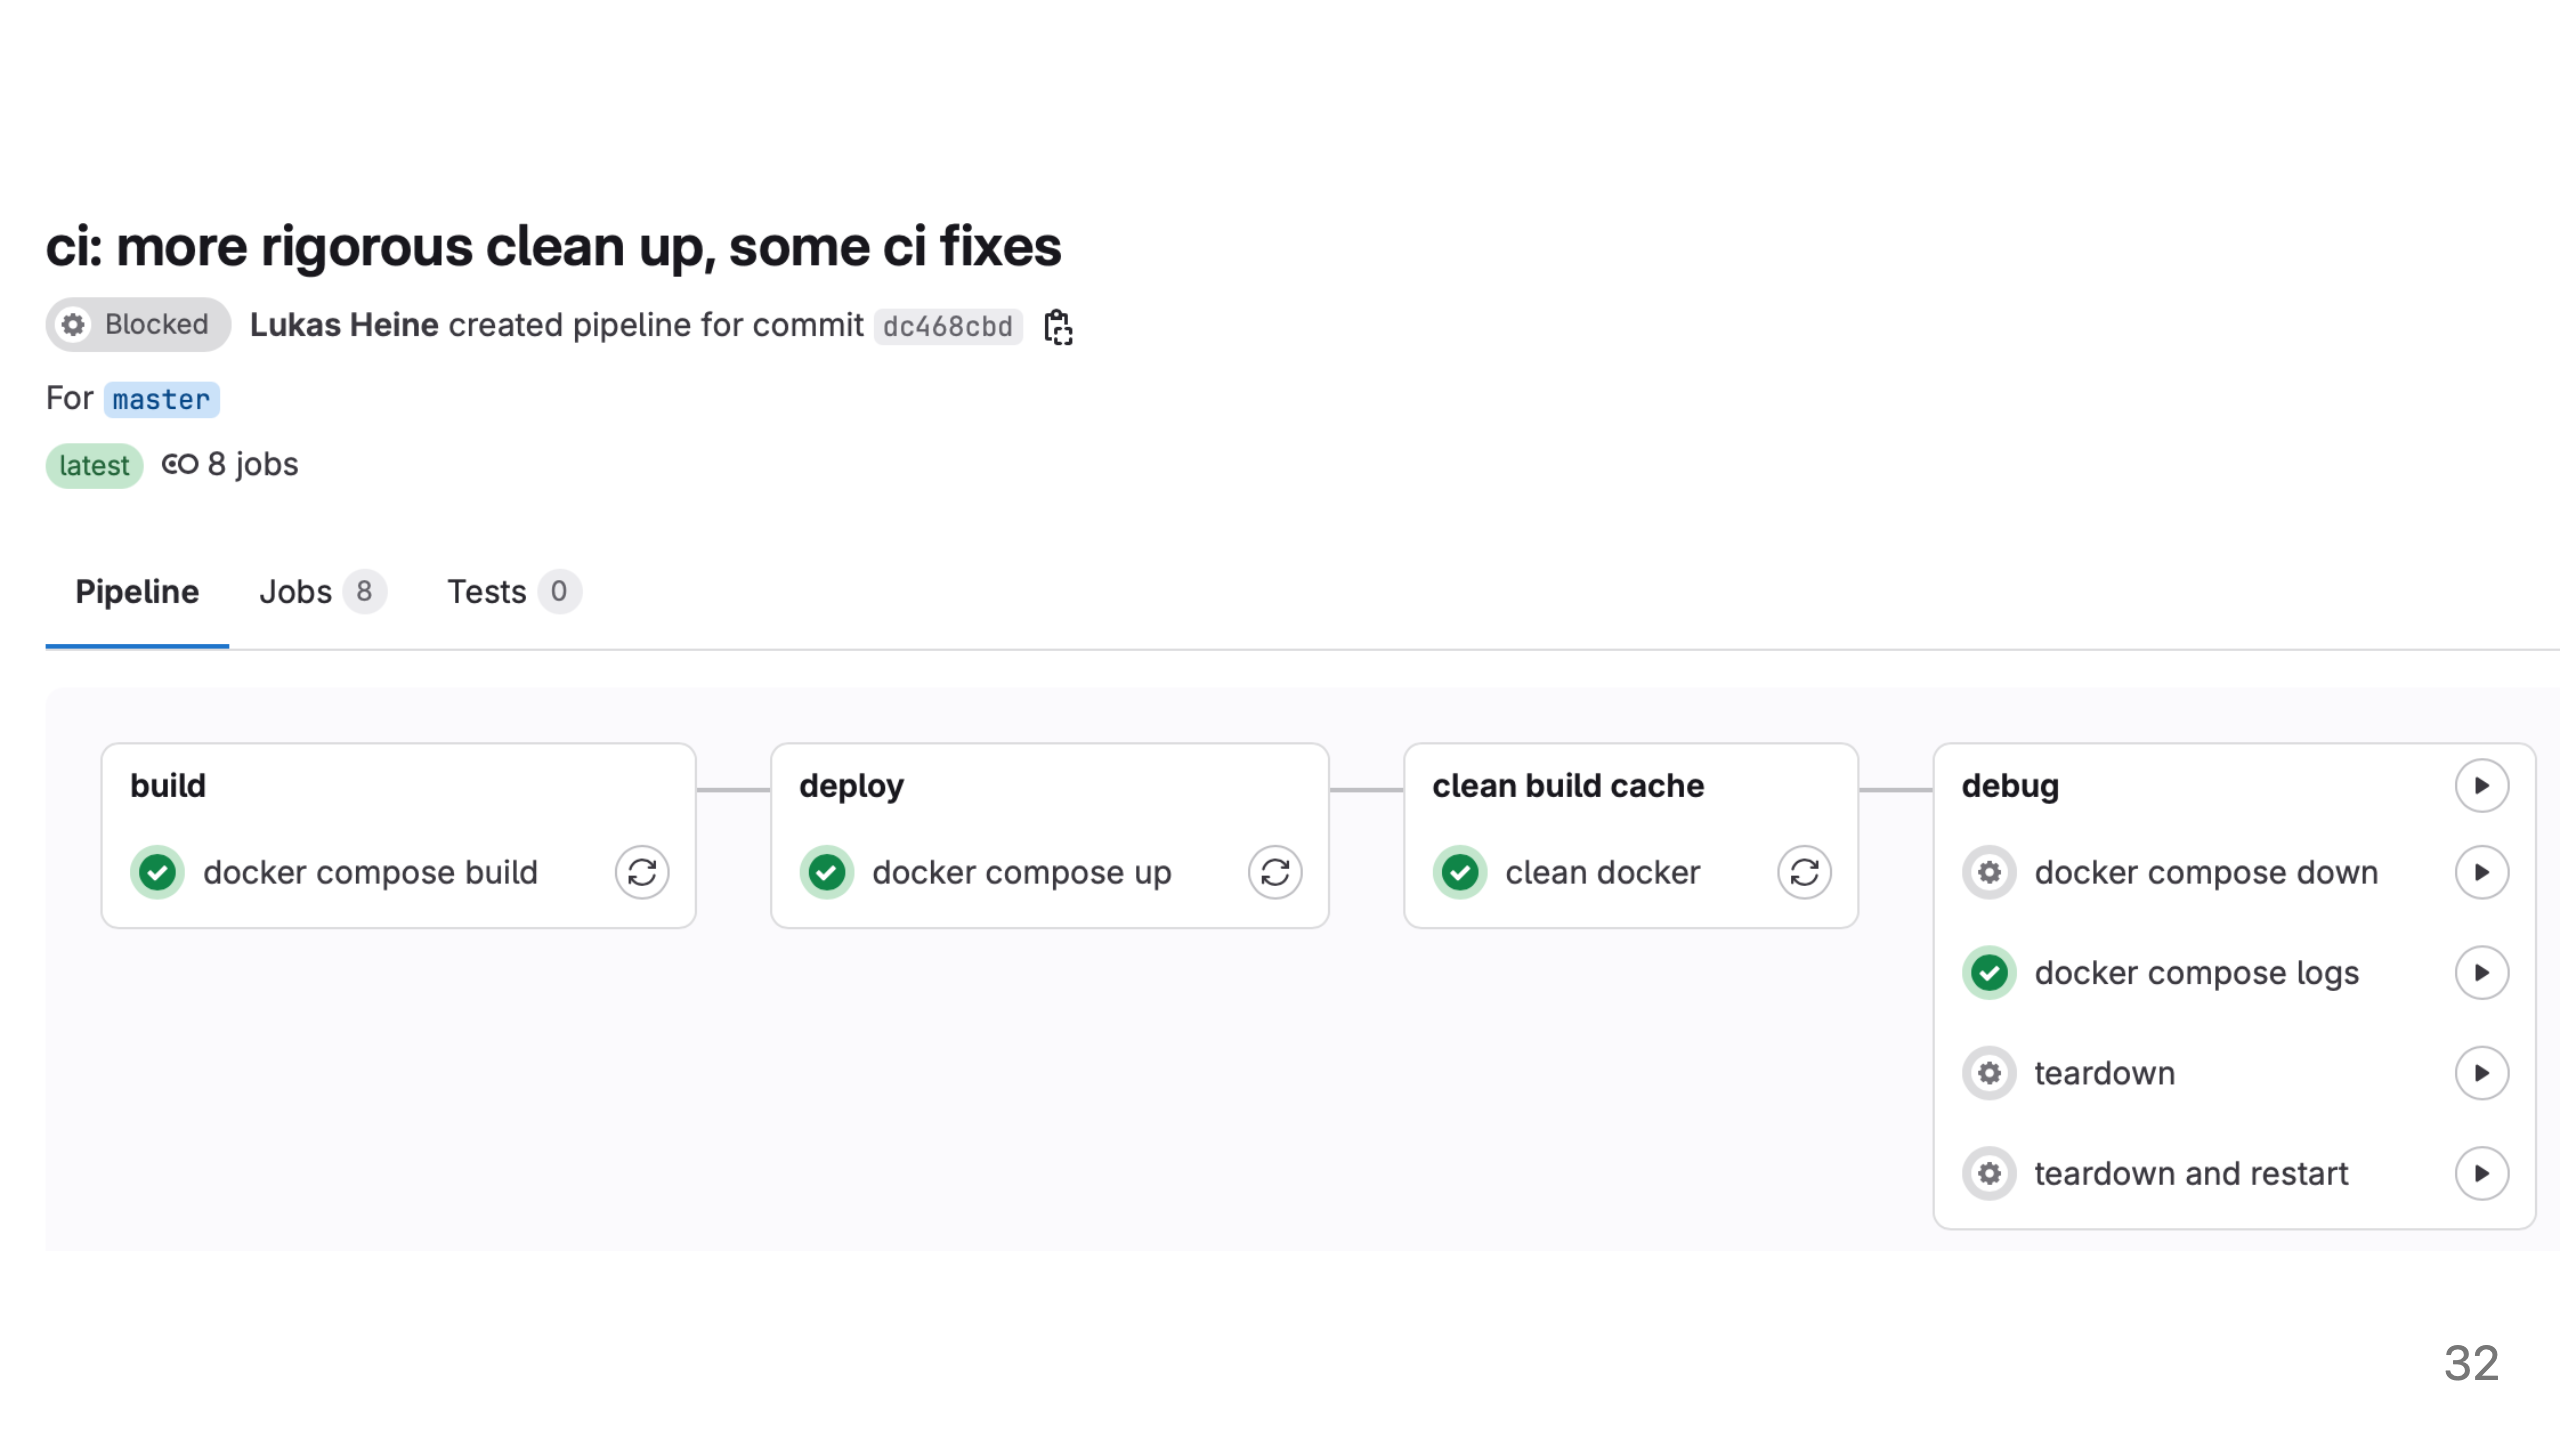 ci: more rigorous clean up, some ci fixes
Blocked Lukas Heine created pipeline for commit dc468cbd
For master
latest 8 jobs
Pipeline Jobs 8 Tests 0
build
docker compose build
deploy
docker compose up
clean build cache
clean docker
debug
docker compose down
docker compose logs
teardown
teardown and restart
32